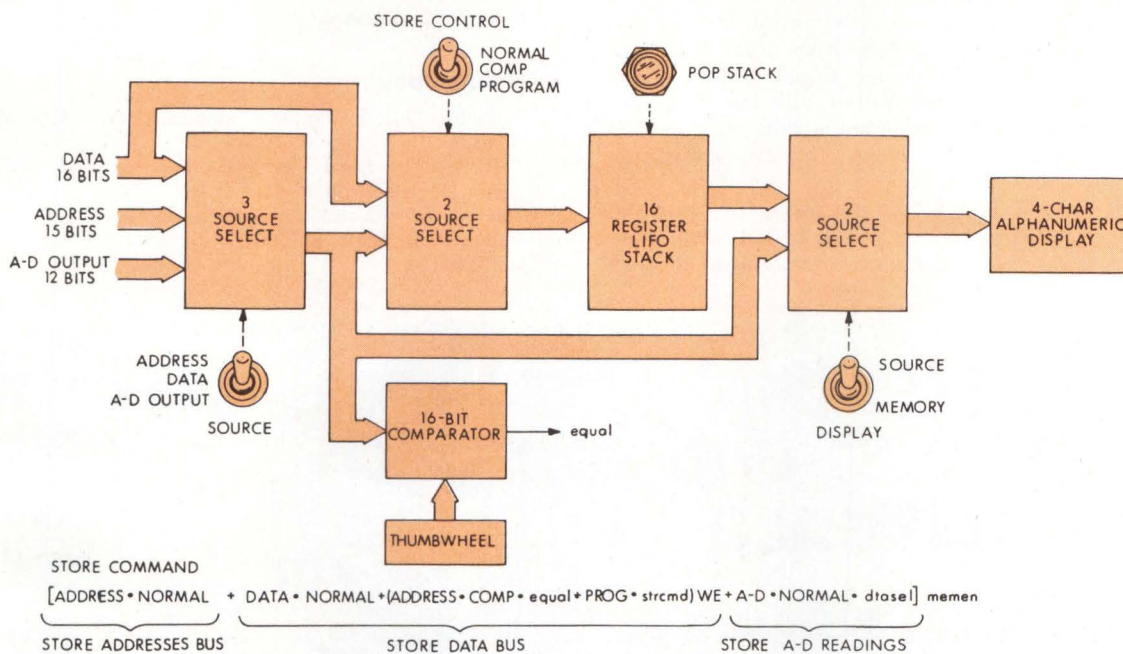 STORE CONTROL
NORMAL
COMP
PROGRAM
POP STACK
DATA
16 BITS
ADDRESS
15 BITS
A-D OUTPUT
12 BITS
3
SOURCE
SELECT
2
SOURCE
SELECT
16
REGISTER
LIFO
STACK
2
SOURCE
SELECT
4-CHAR
ALPHANUMERIC
DISPLAY
ADDRESS
DATA
A-D OUTPUT
SOURCE
16-BIT
COMPARATOR
equal
SOURCE
MEMORY
DISPLAY
THUMBWHEEL
STORE COMMAND
[ADDRESS • NORMAL + DATA • NORMAL + (ADDRESS • COMP • equal + PROG • strcmd) WE + A-D • NORMAL • dtasel] memen
STORE ADDRESSES BUS STORE DATA BUS STORE A-D READINGS